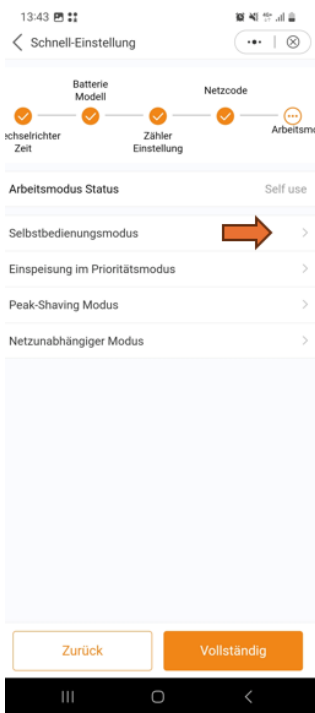 13:43
Schnell-Einstellung
Batterie
Modell
Netzcode
echselrichter
Zeit
Zähler
Einstellung
Arbeitsmo
Arbeitsmodus Status
Self use
Selbstbedienungsmodus
Einspeisung im Prioritätsmodus
Peak-Shaving Modus
Netzunabhängiger Modus
Zurück
Vollständig